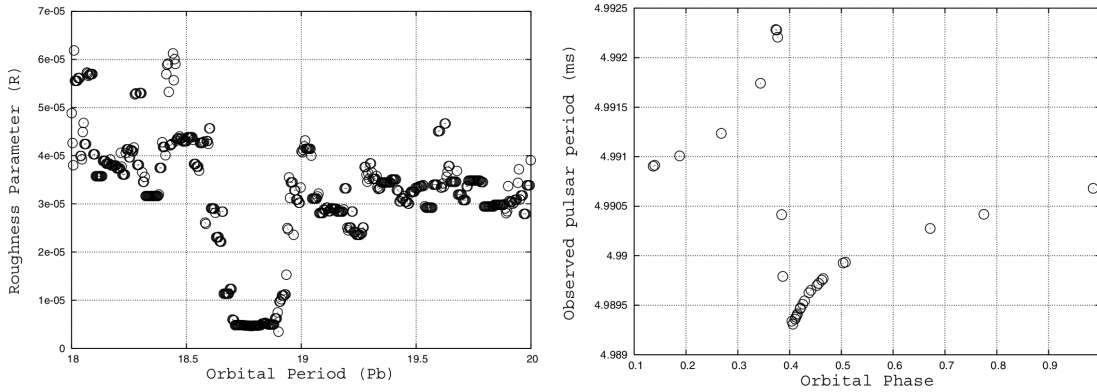 7e-05
6e-05
5e-05
4e-05
3e-05
2e-05
1e-05
0
Roughness Parameter (R)
18
18.5
19
19.5
20
Orbital Period (Pb)
4.9925
4.992
4.9915
4.991
4.9905
4.99
4.9895
4.989
Observed pulsar period (ms)
0.1
0.2
0.3
0.4
0.5
0.6
0.7
0.8
0.9
Orbital Phase